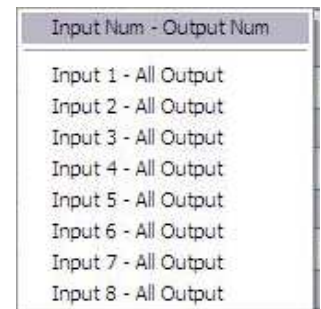 Input Num - Output Num
Input 1 - All Output
Input 2 - All Output
Input 3 - All Output
Input 4 - All Output
Input 5 - All Output
Input 6 - All Output
Input 7 - All Output
Input 8 - All Output